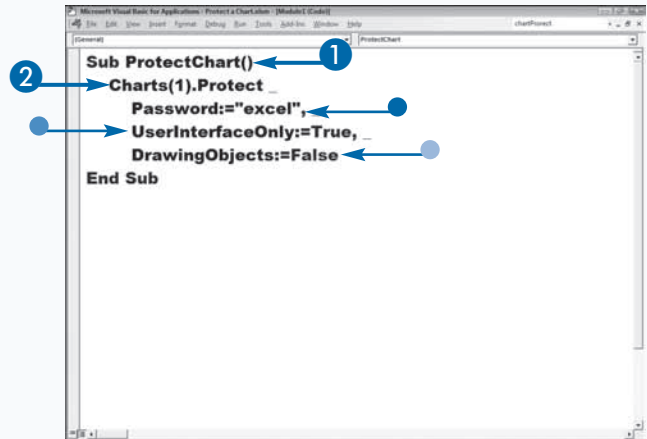 Microsoft Visual Basic for Applications - Protect a Chart.xlsm - [Module1 (Code)]
File Edit View Insert Format Debug Run Tools Add-Ins Window Help chartProrect
(General) ProtectChart
Sub ProtectChart() 1
2 Charts(1).Protect _
Password:="excel", _
UserInterfaceOnly:=True, _
DrawingObjects:=False
End Sub